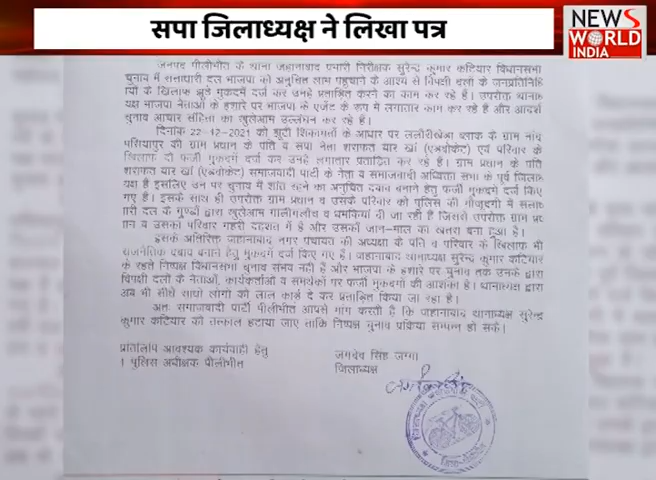 सपा जिलाध्यक्ष ने लिखा पत्र
NEWS
WORLD
INDIA
जनपद पीलीभीत के थाना जहानाबाद प्रभारी निरीक्षक सुरेन्द्र कुमार कटियार विधानसभा
चुनाव में सत्ताधारी दल भाजपा को अनुचित लाभ पहुंचाने के आशय से विपक्षी दलों के जनप्रतिनिधि
यों के खिलाफ झूठे मुकदमें दर्ज कर उनहे प्रताड़ित करने का काम कर रहे है। उपरोक्त थानाध्
यक्ष भाजपा नेताओं के इशारे पर भाजपा के एजेंट के रूप में लगातार काम कर रहे है और आदर्श
चुनाव आचार संहिता का खुलेआम उल्लंघन कर रहे है।
दिनांक 22-12-2021 को झूठी शिकायतों के आधार पर ललौरीखेड़ा ब्लाक के ग्राम
पसियापुर की ग्राम प्रधान के पति व सपा नेता शराफत यार खॉ (एडवोकेट) एवं परिवार के
खिलाफ दो फर्जी मुकदमे दर्ज कर उनहे लगातार प्रताड़ित कर रहे है। ग्राम प्रधान के पति
शराफत यार खॉ (एडवोकेट) समाजवादी पार्टी के नेता व समाजवादी अधिवक्ता सभा के पूर्व जिलाध्
यक्ष है इसलिए उन पर चुनाव में शांत रहने का अनुचित दबाव बनाने हेतु फर्जी मुकदमे दर्ज किए
गए है। इसके साथ ही उपरोक्त ग्राम प्रधान व उसके परिवार को पुलिस की मौजूदगी में सत्ताध
ारी दल के गुण्डों द्वारा खुलेआम गालीगलौच व धमकियां दी जा रही है जिससे उपरोक्त ग्राम प्रध
ान व उसका परिवार गहरी दहशत में है और उसकी जान-माल का खतरा बना हुआ है।
इसके अतिरिक्त जहानाबाद नगर पंचायत की अध्यक्षा के पति व परिवार के खिलाफ भी
राजनैतिक दबाव बनाने हेतु मुकदमे दर्ज किए गए है। जहानाबाद थानाध्यक्ष सुरेन्द्र कुमार कटियार
के रहते निष्पक्ष विधानसभा चुनाव संभव नही है और भाजपा के इशारे पर चुनाव तक उनके द्वारा
विपक्षी दलों के नेताओं, कार्यकर्ताओं व समर्थकों पर फर्जी मुकदमों की आशंका है। थानाध्यक्ष द्वारा
अब भी सीधे साधे लोगों को लाल कार्ड दे कर प्रताड़ित किया जा रहा है।
अतः समाजवादी पार्टी पीलीभीत आपसे मांग करती है कि जहानाबाद थानाध्यक्ष सुरेन्द्र
कुमार कटियार को तत्काल हटाया जाए ताकि निष्पक्ष चुनाव प्रक्रिया सम्पन्न हो सके।
प्रतिलिपि आवश्यक कार्यवाही हेतु
1 पुलिस अधीक्षक पीलीभीत
जगदेव सिंह जग्गा
जिलाध्यक्ष